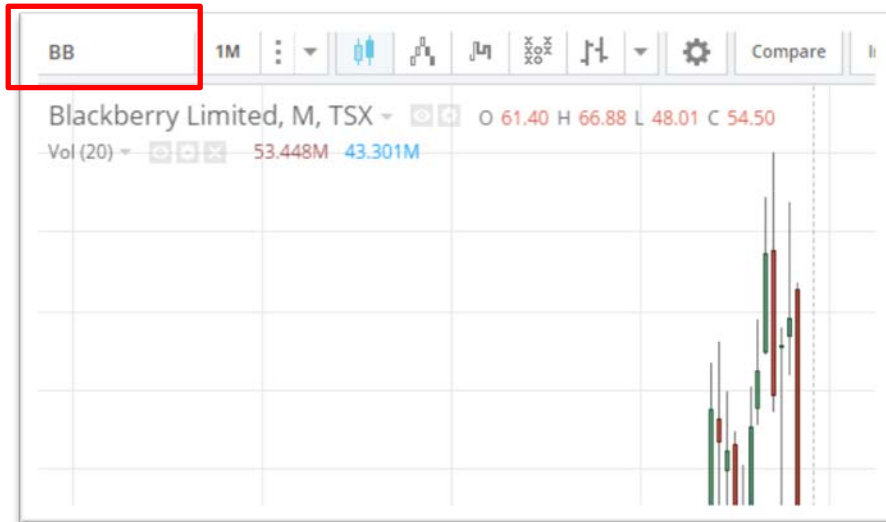 BB 1M Compare
Blackberry Limited, M, TSX O 61.40 H 66.88 L 48.01 C 54.50
Vol (20) 53.448M 43.301M